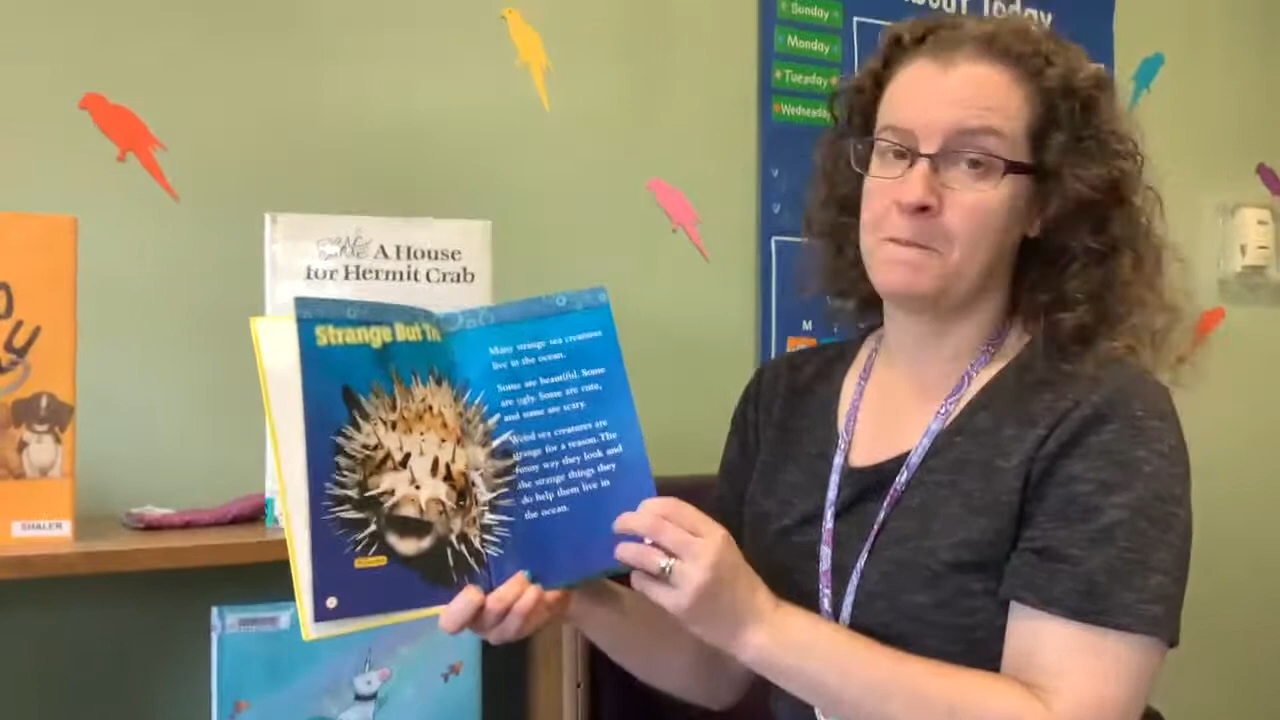 About Today
Sunday
Monday
Tuesday
Wednesday
M
A House
for Hermit Crab
SHALER
Strange But
Many strange sea creatures
live in the ocean.
Some are beautiful. Some
are ugly. Some are cute,
and some are scary.
Weird sea creatures are
strange for a reason. The
funny way they look and
the strange things they
do help them live in
the ocean.